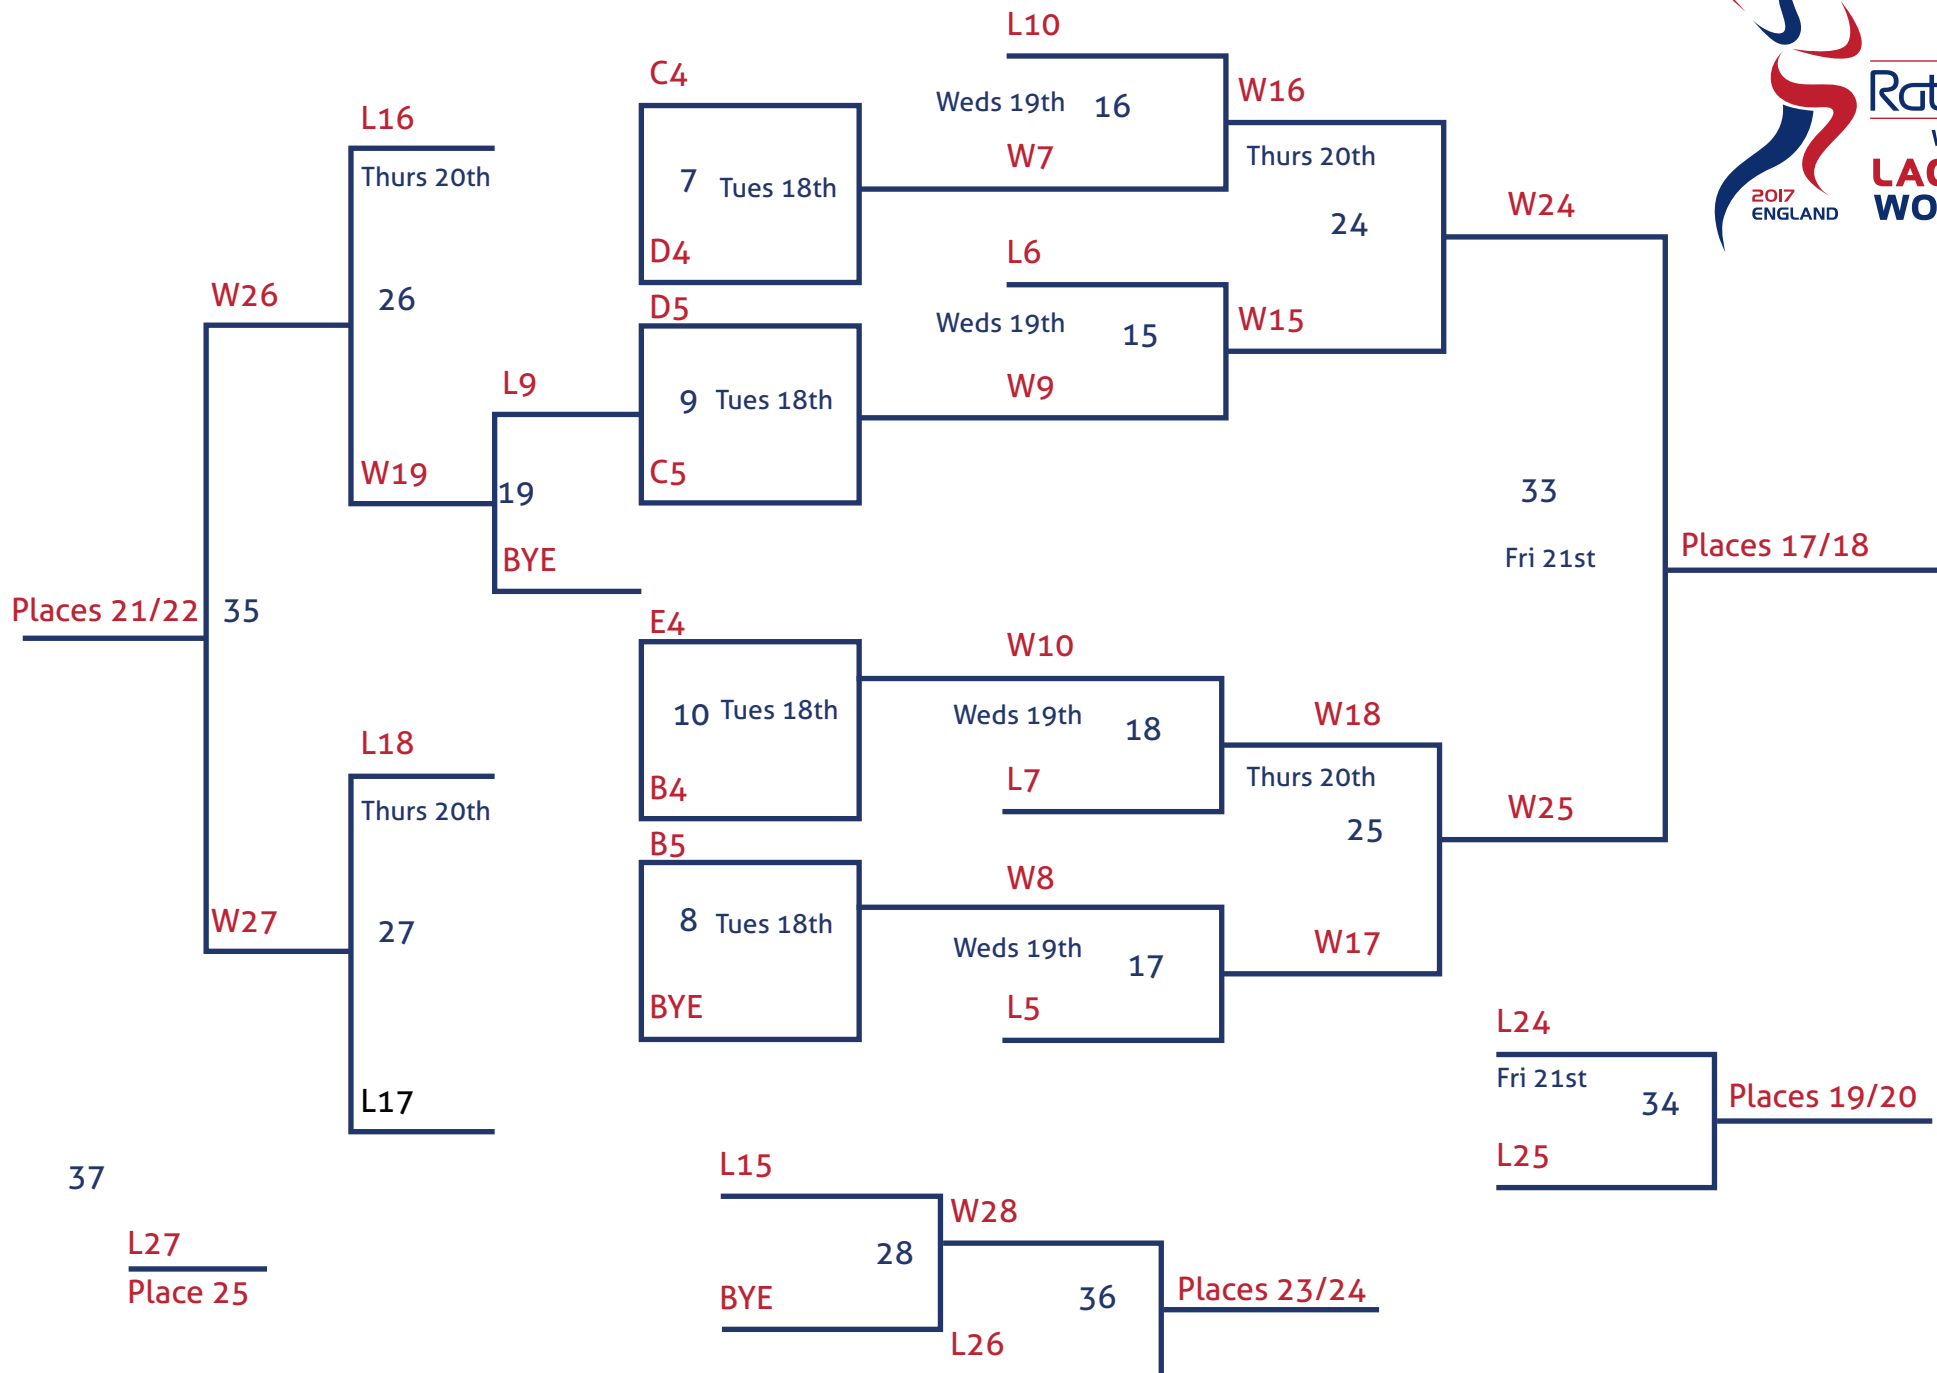 L10
C4
Weds 19th 16
W16
L16
Thurs 20th
7 Tues 18th
W7
Thurs 20th
2017
ENGLAND
D4
L6
24
W24
W26
26
D5
Weds 19th 15
W15
L9
9 Tues 18th
W9
W19
19
C5
33
BYE
Fri 21st
Places 17/18
Places 21/22
35
E4
W10
10 Tues 18th
Weds 19th 18
W18
L18
B4
L7
Thurs 20th
Thurs 20th
B5
25
W25
W27
27
8 Tues 18th
W8
Weds 19th 17
W17
BYE
L5
L24
L17
Fri 21st
34
Places 19/20
37
L15
L25
L27
W28
28
Place 25
BYE
36
Places 23/24
L26